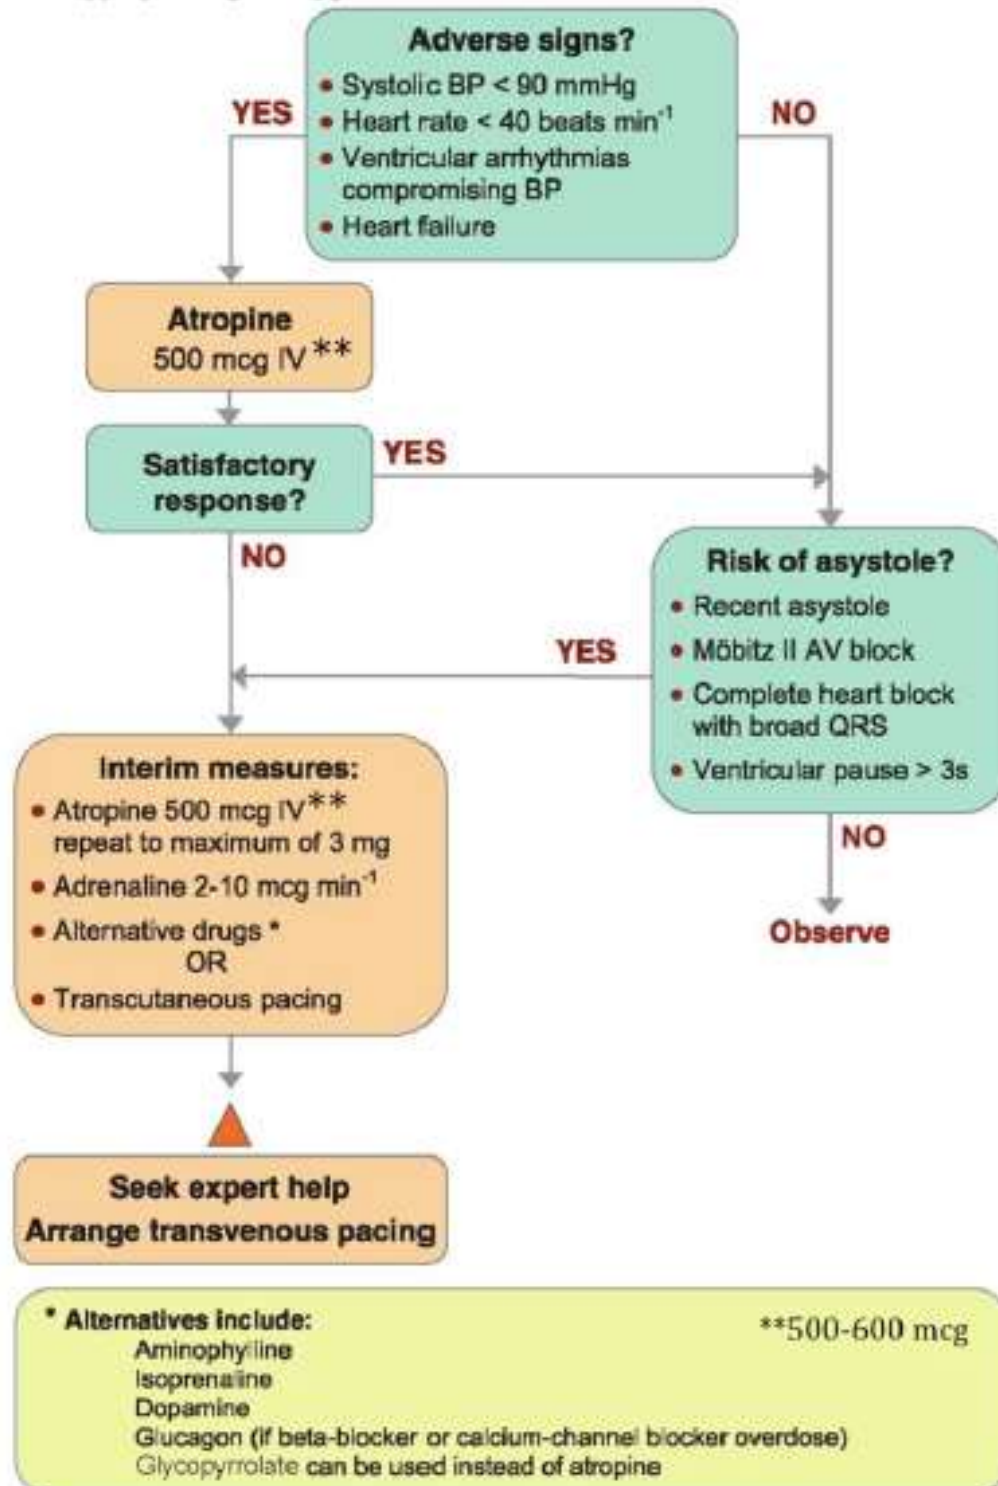 Adverse signs?
• Systolic BP < 90 mmHg
• Heart rate < 40 beats min⁻¹
• Ventricular arrhythmias
compromising BP
• Heart failure
YES
NO
Atropine
500 mcg IV**
Satisfactory
response?
YES
NO
Risk of asystole?
• Recent asystole
• Möbitz II AV block
• Complete heart block
with broad QRS
• Ventricular pause > 3s
YES
NO
Observe
Interim measures:
• Atropine 500 mcg IV**
repeat to maximum of 3 mg
• Adrenaline 2-10 mcg min⁻¹
• Alternative drugs *
OR
• Transcutaneous pacing
Seek expert help
Arrange transvenous pacing
* Alternatives include:
**500-600 mcg
Aminophylline
Isoprenaline
Dopamine
Glucagon (if beta-blocker or calcium-channel blocker overdose)
Glycopyrrolate can be used instead of atropine